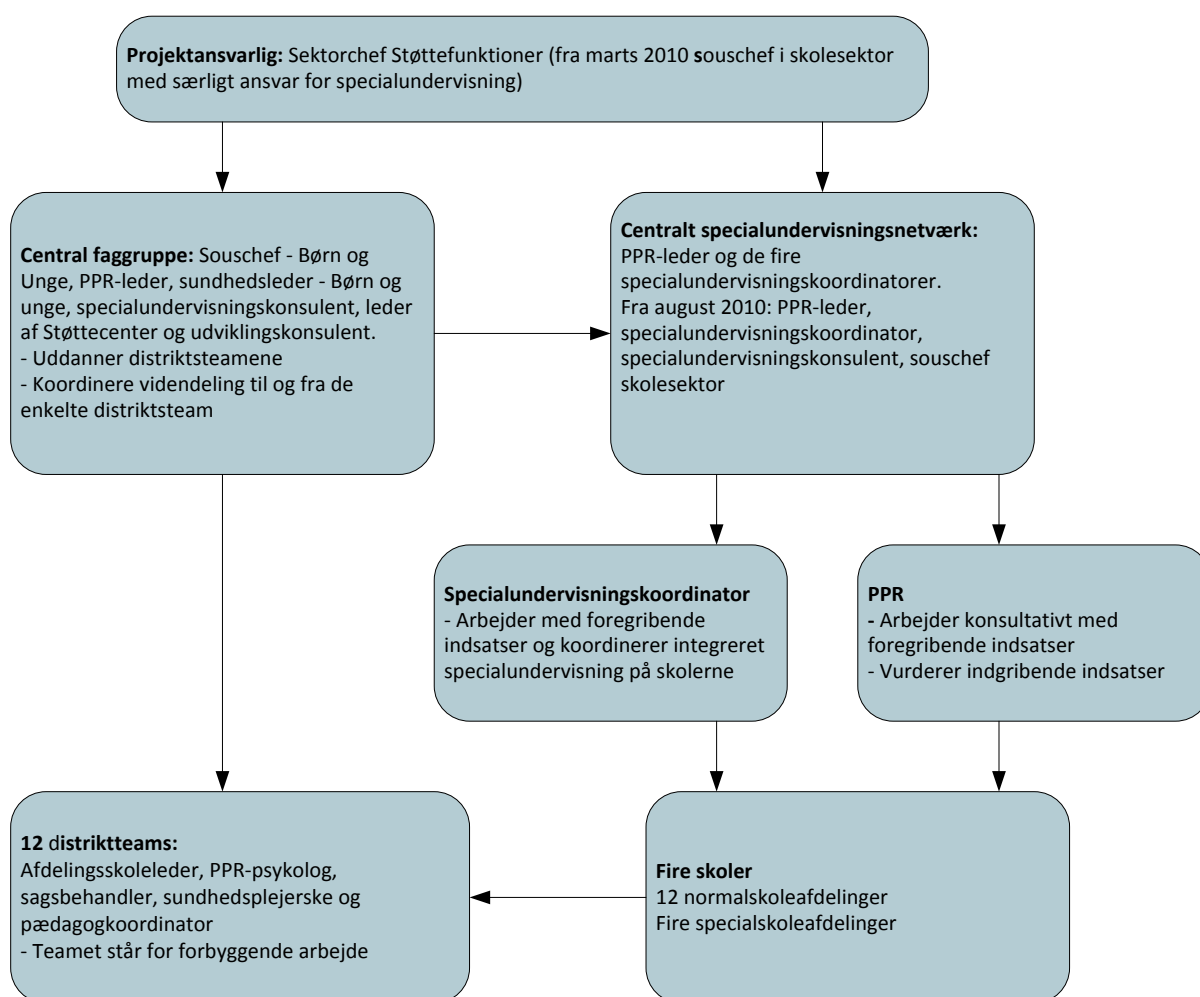 Projektansvarlig: Sektorchef Støttefunktioner (fra marts 2010 souschef i skolesektor
med særligt ansvar for specialundervisning)
Central faggruppe: Souschef - Børn og
Unge, PPR-leder, sundhedsleder - Børn og
unge, specialundervisningskonsulent, leder
af Støttecenter og udviklingskonsulent.
- Uddanner distriktsteamene
- Koordinere videndeling til og fra de
enkelte distriktsteam
Centralt specialundervisningsnetværk:
PPR-leder og de fire
specialundervisningskoordinatorer.
Fra august 2010: PPR-leder,
specialundervisningskoordinator,
specialundervisningskonsulent, souschef
skolesektor
Specialundervisningskoordinator
- Arbejder med foregribende
indsatser og koordinerer integreret
specialundervisning på skolerne
PPR
- Arbejder konsultativt med
foregribende indsatser
- Vurderer indgribende indsatser
12 distriktteams:
Afdelingsskoleleder, PPR-psykolog,
sagsbehandler, sundhedsplejerske og
pædagogkoordinator
- Teamet står for forbyggende arbejde
Fire skoler
12 normalskoleafdelinger
Fire specialskoleafdelinger